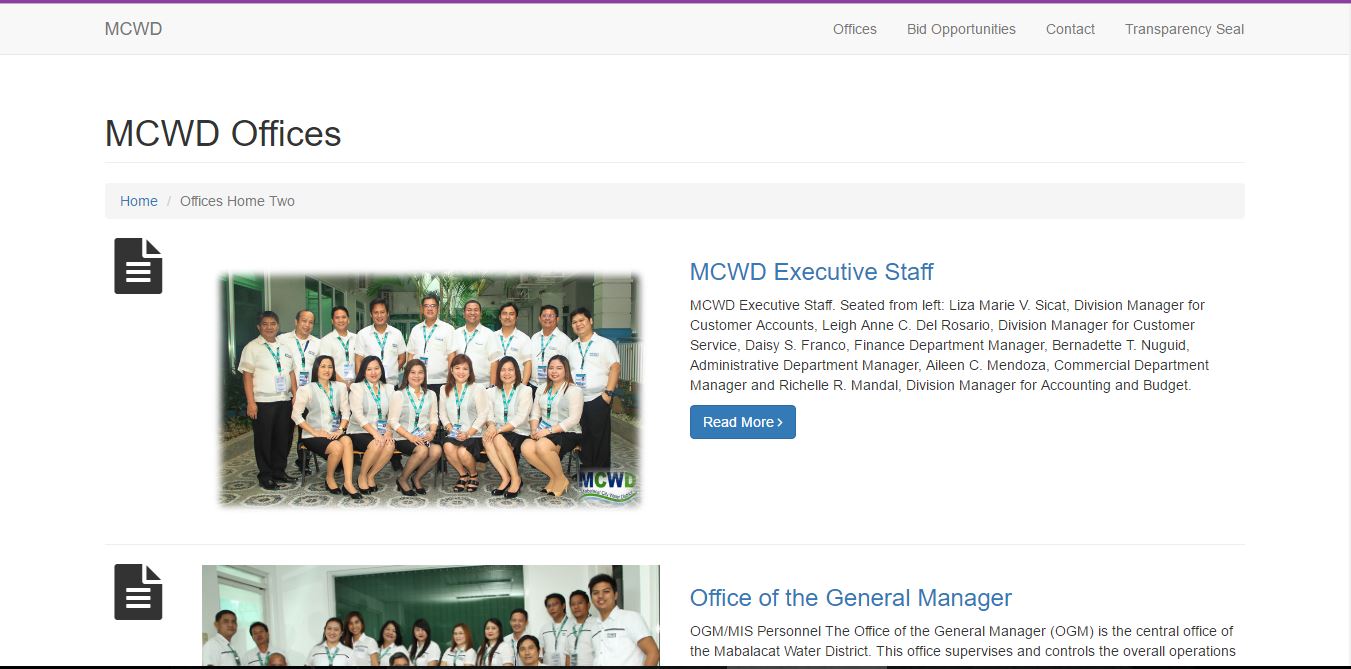 MCWD
Offices
Bid Opportunities
Contact
Transparency Seal
MCWD Offices
Home / Offices Home Two
MCWD Executive Staff
MCWD Executive Staff. Seated from left: Liza Marie V. Sicat, Division Manager for
Customer Accounts, Leigh Anne C. Del Rosario, Division Manager for Customer
Service, Daisy S. Franco, Finance Department Manager, Bernadette T. Nuguid,
Administrative Department Manager, Aileen C. Mendoza, Commercial Department
Manager and Richelle R. Mandal, Division Manager for Accounting and Budget.
Read More
MCWD
Office of the General Manager
OGM/MIS Personnel The Office of the General Manager (OGM) is the central office of
the Mabalacat Water District. This office supervises and controls the overall operations